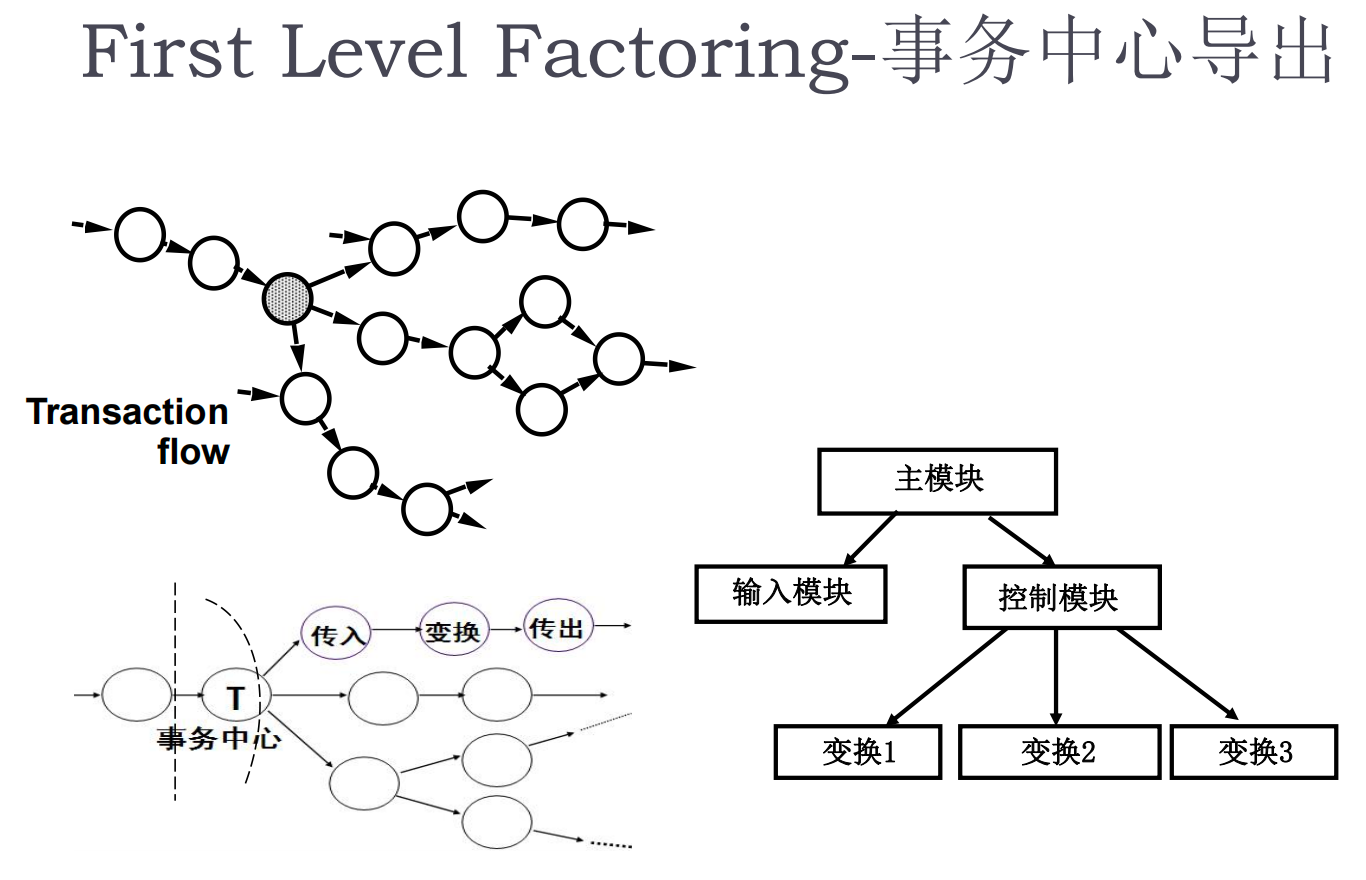 First Level Factoring-事务中心导出
Transaction
flow
传入
变换
传出
T
事务中心
主模块
输入模块
控制模块
变换1
变换2
变换3